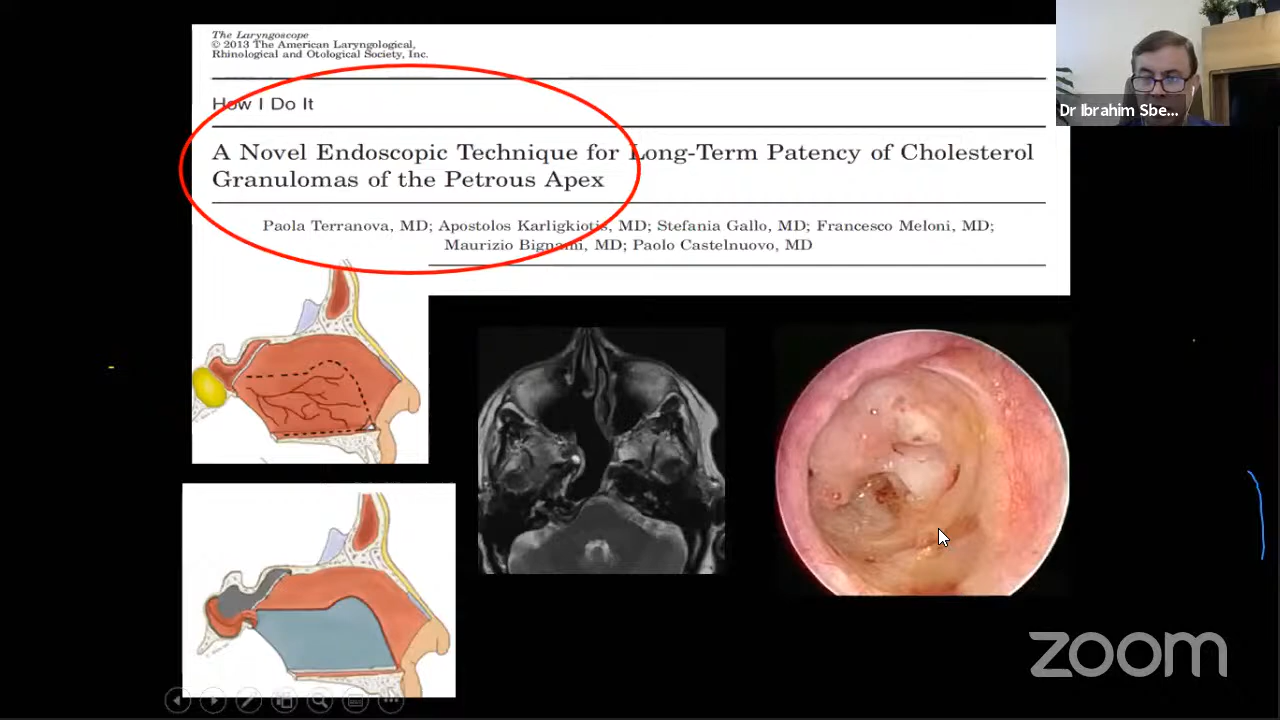 The Laryngoscope
© 2013 The American Laryngological,
Rhinological and Otological Society, Inc.
How I Do It
A Novel Endoscopic Technique for Long-Term Patency of Cholesterol
Granulomas of the Petrous Apex
Paola Terranova, MD; Apostolos Karligkiotis, MD; Stefania Gallo, MD; Francesco Meloni, MD;
Maurizio Bignami, MD; Paolo Castelnuovo, MD
Dr Ibrahim Sbe...
zoom